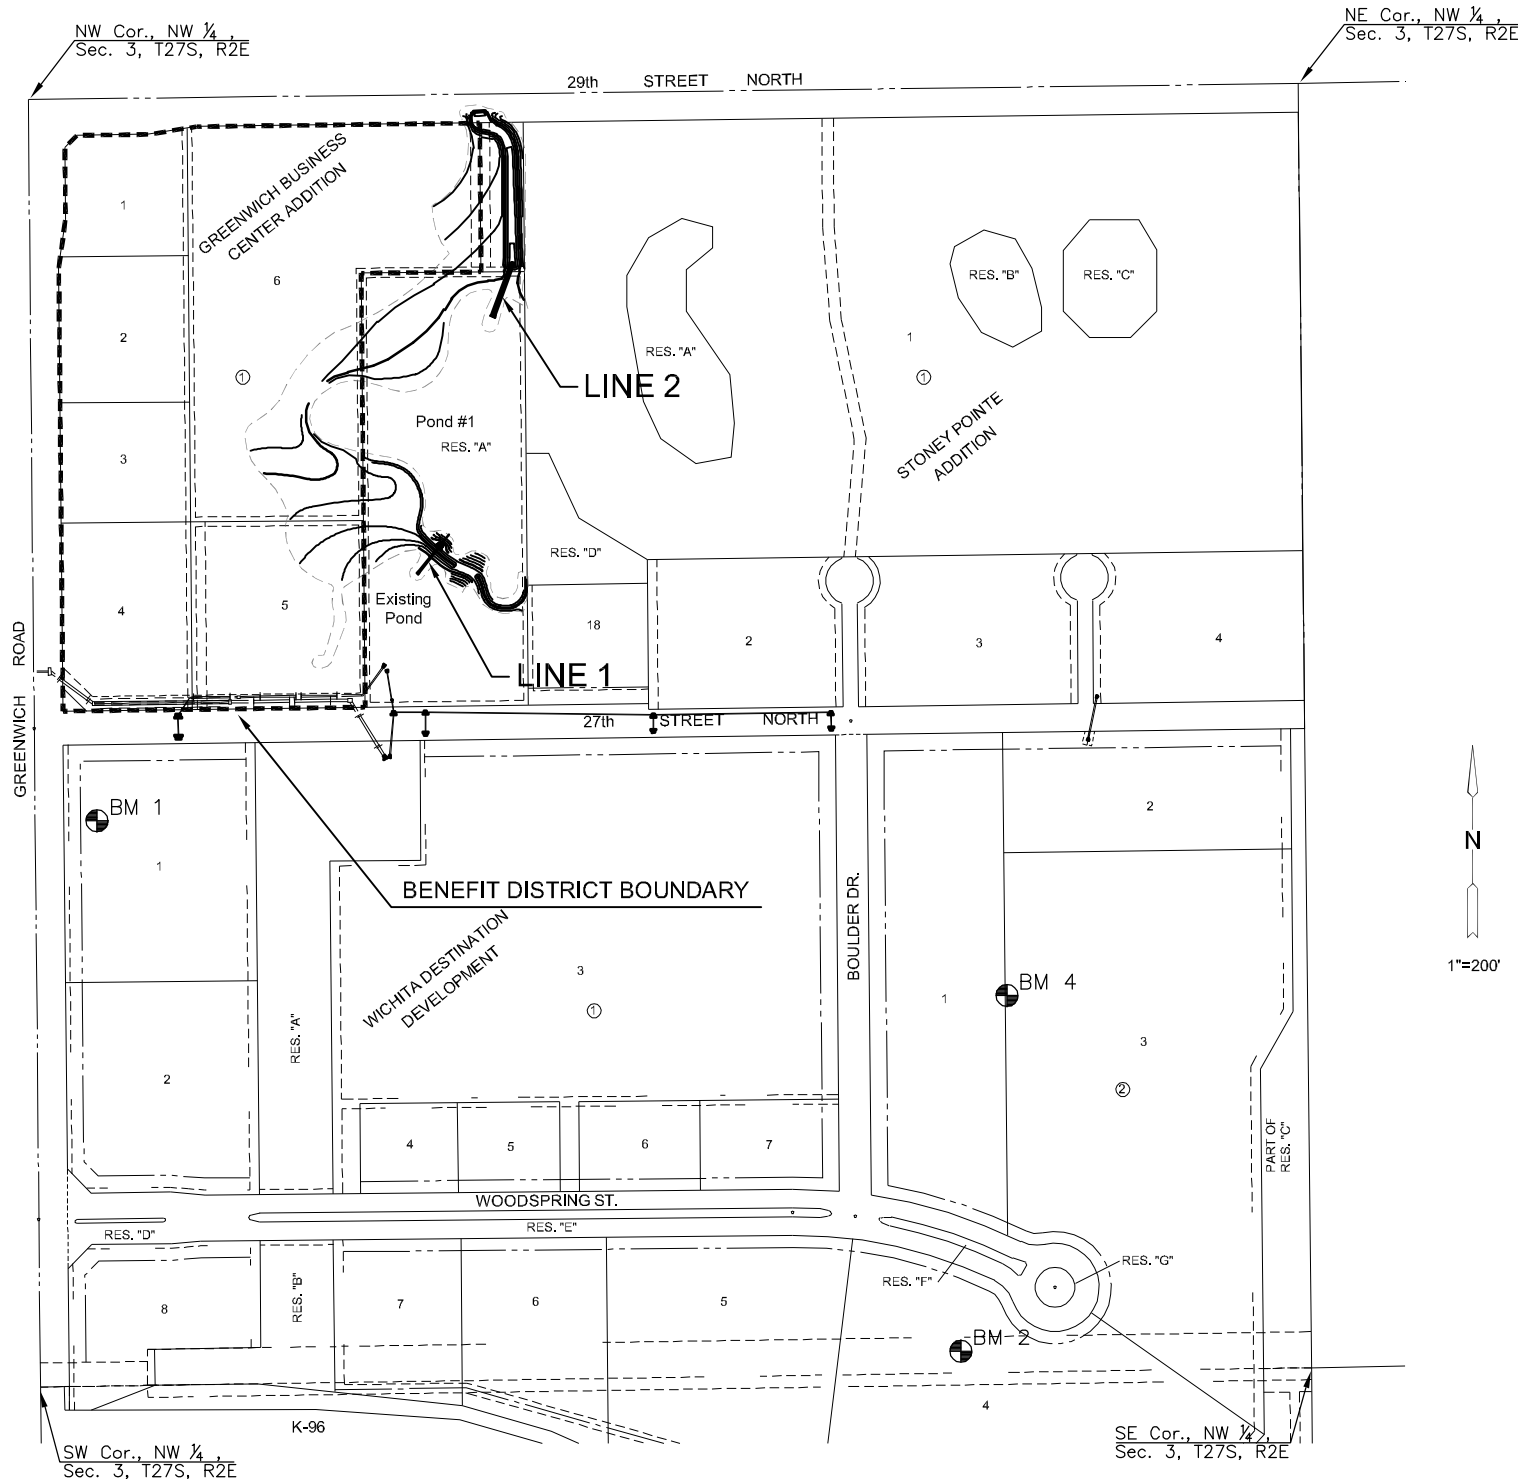 NW Cor., NW ¼ ,
Sec. 3, T27S, R2E
NE Cor., NW ¼ ,
Sec. 3, T27S, R2E
29th STREET NORTH
GREENWICH BUSINESS
CENTER ADDITION
1
6
2
1
3
4
5
RES. "A"
RES. "B"
RES. "C"
1
1
STONEY POINTE
ADDITION
LINE 2
Pond #1
RES. "A"
RES. "D"
Existing
Pond
18
2
3
4
LINE 1
GREENWICH ROAD
27th STREET NORTH
BM 1
1
2
BENEFIT DISTRICT BOUNDARY
WICHITA DESTINATION
DEVELOPMENT
3
1
RES. "A"
BOULDER DR.
2
1
BM 4
3
2
PART OF
RES. "C"
N
1"=200'
4
5
6
7
WOODSPRING ST.
RES. "D"
RES. "E"
RES. "F"
RES. "G"
8
RES. "B"
7
6
5
BM 2
4
K-96
SW Cor., NW ¼ ,
Sec. 3, T27S, R2E
SE Cor., NW ¼ ,
Sec. 3, T27S, R2E